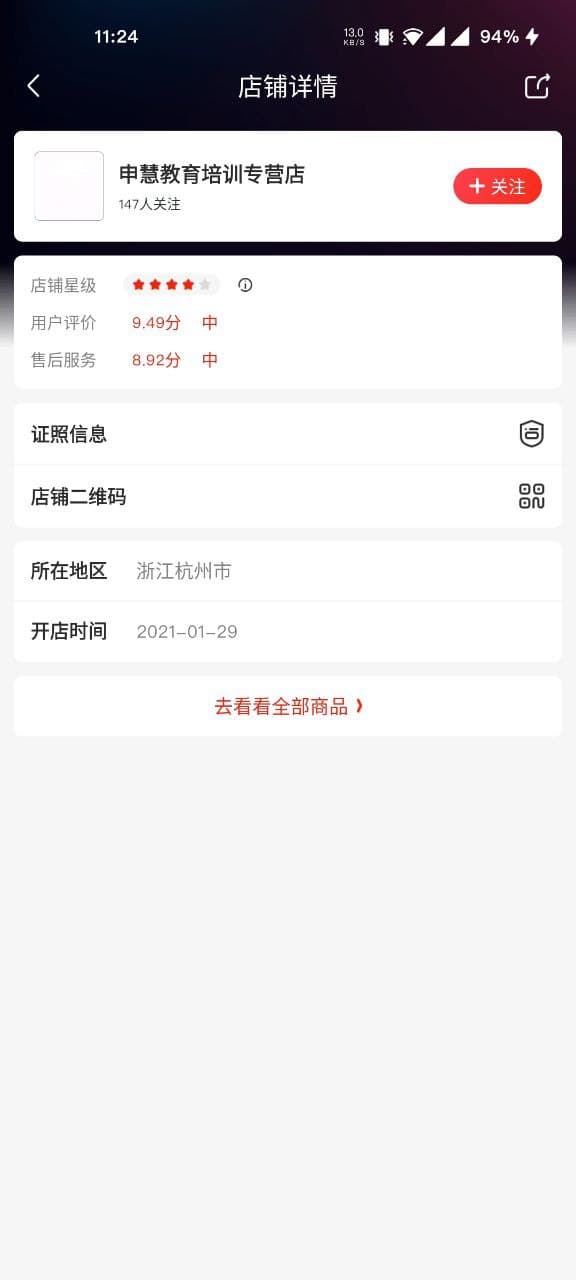 11:24
13.0
KB/S
94%
店铺详情
申慧教育培训专营店
147人关注
关注
店铺星级
用户评价 9.49分 中
售后服务 8.92分 中
证照信息
店铺二维码
所在地区 浙江杭州市
开店时间 2021-01-29
去看看全部商品